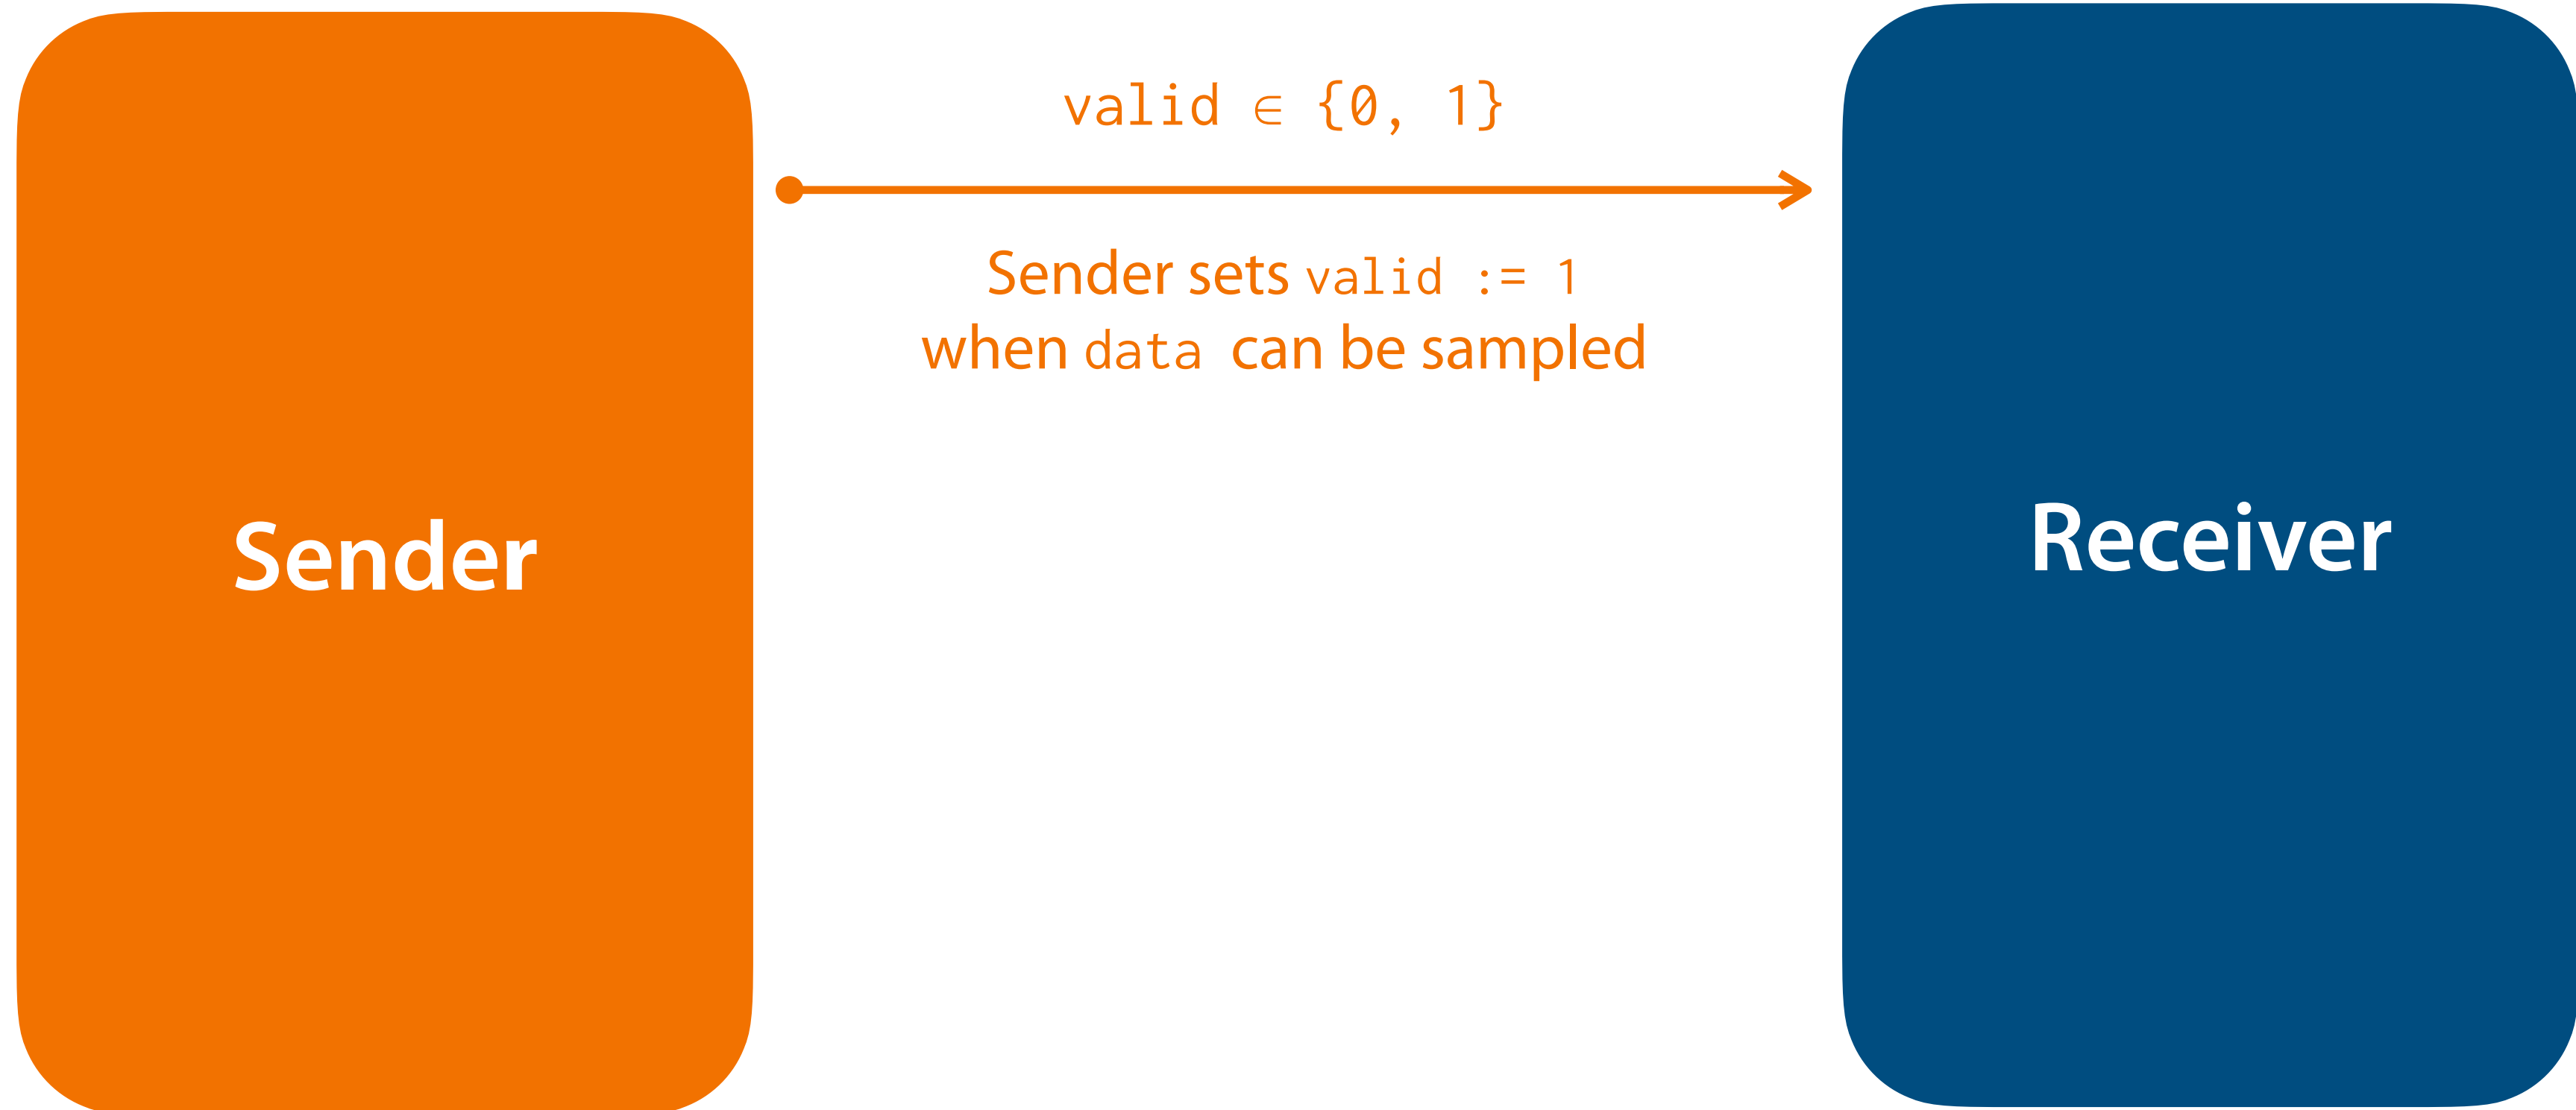 valid ∈ {0, 1}
Sender sets valid := 1
when data can be sampled
Sender
Receiver